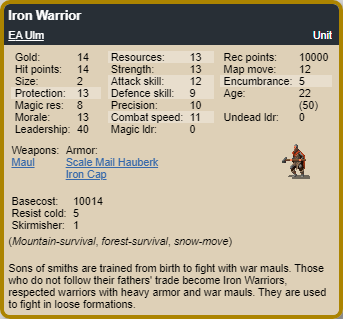 Iron Warrior
EA Ulm Unit
Gold: 14 Resources: 13 Rec points: 10000
Hit points: 14 Strength: 13 Map move: 12
Size: 2 Attack skill: 11 Encumbrance: 5
Protection: 13 Defence skill: 9 Age: 22
Magic res: 8 Precision: 10 (50)
Morale: 13 Combat speed: 11 Undead ldr: 0
Leadership: 40 Magic ldr: 0
Weapons: Armor:
Maul Scale Mail Hauberk
Iron Cap
Basecost: 10014
Resist cold: 5
Skirmisher: 1
(Mountain-survival, forest-survival, snow-move)
Sons of smiths are trained from birth to fight with war mauls. Those
who do not follow their fathers' trade become Iron Warriors,
respected warriors with heavy armor and war mauls. They are used
to fight in loose formations.